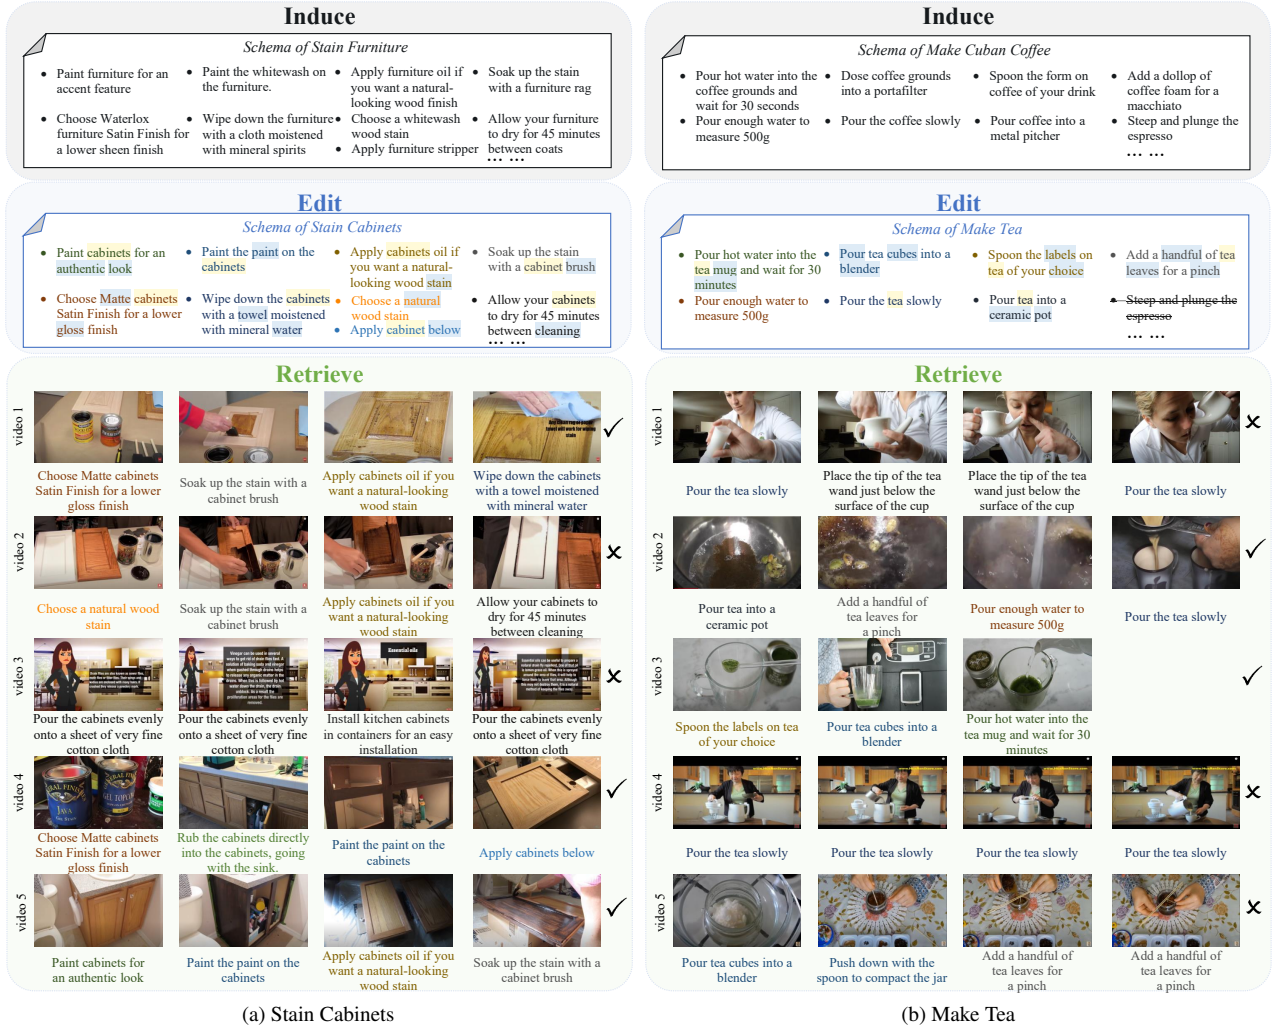 Induce
Schema of Stain Furniture
• Paint furniture for an accent feature
• Paint the whitewash on the furniture.
• Apply furniture oil if you want a natural-looking wood finish
• Soak up the stain with a furniture rag
• Choose Waterlox furniture Satin Finish for a lower sheen finish
• Wipe down the furniture with a cloth moistened with mineral spirits
• Choose a whitewash wood stain
• Apply furniture stripper
• Allow your furniture to dry for 45 minutes between coats
... ...
Edit
Schema of Stain Cabinets
• Paint cabinets for an authentic look
• Paint the paint on the cabinets
• Apply cabinets oil if you want a natural-looking wood stain
• Soak up the stain with a cabinet brush
• Choose Matte cabinets Satin Finish for a lower gloss finish
• Wipe down the cabinets with a towel moistened with mineral water
• Choose a natural wood stain
• Apply cabinet below
• Allow your cabinets to dry for 45 minutes between cleaning
... ...
Retrieve
video 1
Choose Matte cabinets Satin Finish for a lower gloss finish
Soak up the stain with a cabinet brush
Apply cabinets oil if you want a natural-looking wood stain
Wipe down the cabinets with a towel moistened with mineral water
✓
video 2
Choose a natural wood stain
Soak up the stain with a cabinet brush
Apply cabinets oil if you want a natural-looking wood stain
Allow your cabinets to dry for 45 minutes between cleaning
✗
video 3
Essential oils
Pour the cabinets evenly onto a sheet of very fine cotton cloth
Pour the cabinets evenly onto a sheet of very fine cotton cloth
Install kitchen cabinets in containers for an easy installation
Pour the cabinets evenly onto a sheet of very fine cotton cloth
✗
video 4
JAVA
GEL TOPCOAT
Choose Matte cabinets Satin Finish for a lower gloss finish
Rub the cabinets directly into the cabinets, going with the sink.
Paint the paint on the cabinets
Apply cabinets below
✓
video 5
Paint cabinets for an authentic look
Paint the paint on the cabinets
Apply cabinets oil if you want a natural-looking wood stain
Soak up the stain with a cabinet brush
✓
(a) Stain Cabinets
Induce
Schema of Make Cuban Coffee
• Pour hot water into the coffee grounds and wait for 30 seconds
• Dose coffee grounds into a portafilter
• Spoon the form on coffee of your drink
• Add a dollop of coffee foam for a macchiato
• Pour enough water to measure 500g
• Pour the coffee slowly
• Pour coffee into a metal pitcher
• Steep and plunge the espresso
... ...
Edit
Schema of Make Tea
• Pour hot water into the tea mug and wait for 30 minutes
• Pour tea cubes into a blender
• Spoon the labels on tea of your choice
• Add a handful of tea leaves for a pinch
• Pour enough water to measure 500g
• Pour the tea slowly
• Pour tea into a ceramic pot
• Steep and plunge the espresso
... ...
Retrieve
video 1
Pour the tea slowly
Place the tip of the tea wand just below the surface of the cup
Place the tip of the tea wand just below the surface of the cup
Pour the tea slowly
✗
video 2
Pour tea into a ceramic pot
Add a handful of tea leaves for a pinch
Pour enough water to measure 500g
Pour the tea slowly
✓
video 3
Spoon the labels on tea of your choice
Pour tea cubes into a blender
Pour hot water into the tea mug and wait for 30 minutes
✓
video 4
Pour the tea slowly
Pour the tea slowly
Pour the tea slowly
Pour the tea slowly
✗
video 5
Pour tea cubes into a blender
Push down with the spoon to compact the jar
Add a handful of tea leaves for a pinch
Add a handful of tea leaves for a pinch
✗
(b) Make Tea